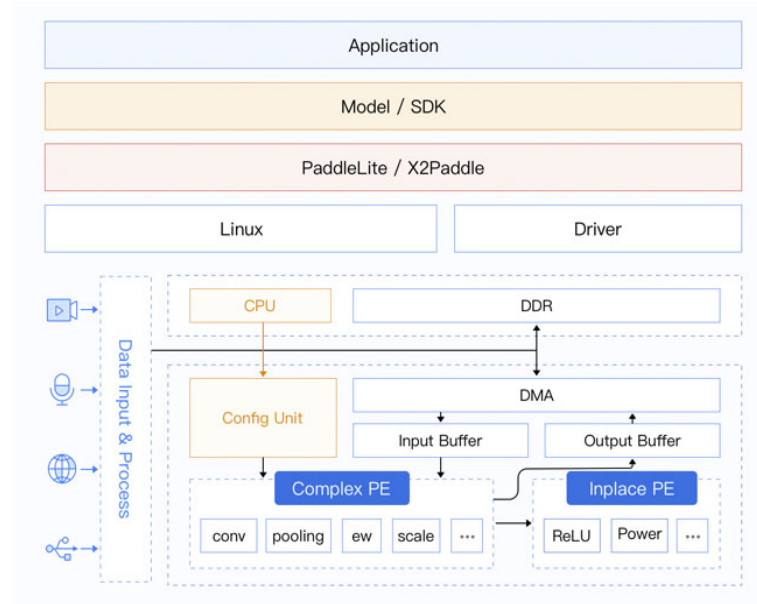 Application
Model / SDK
PaddleLite / X2Paddle
Linux
Driver
Data Input & Process
CPU
DDR
Config Unit
DMA
Input Buffer
Output Buffer
Complex PE
Inplace PE
conv
pooling
ew
scale
...
ReLU
Power
...